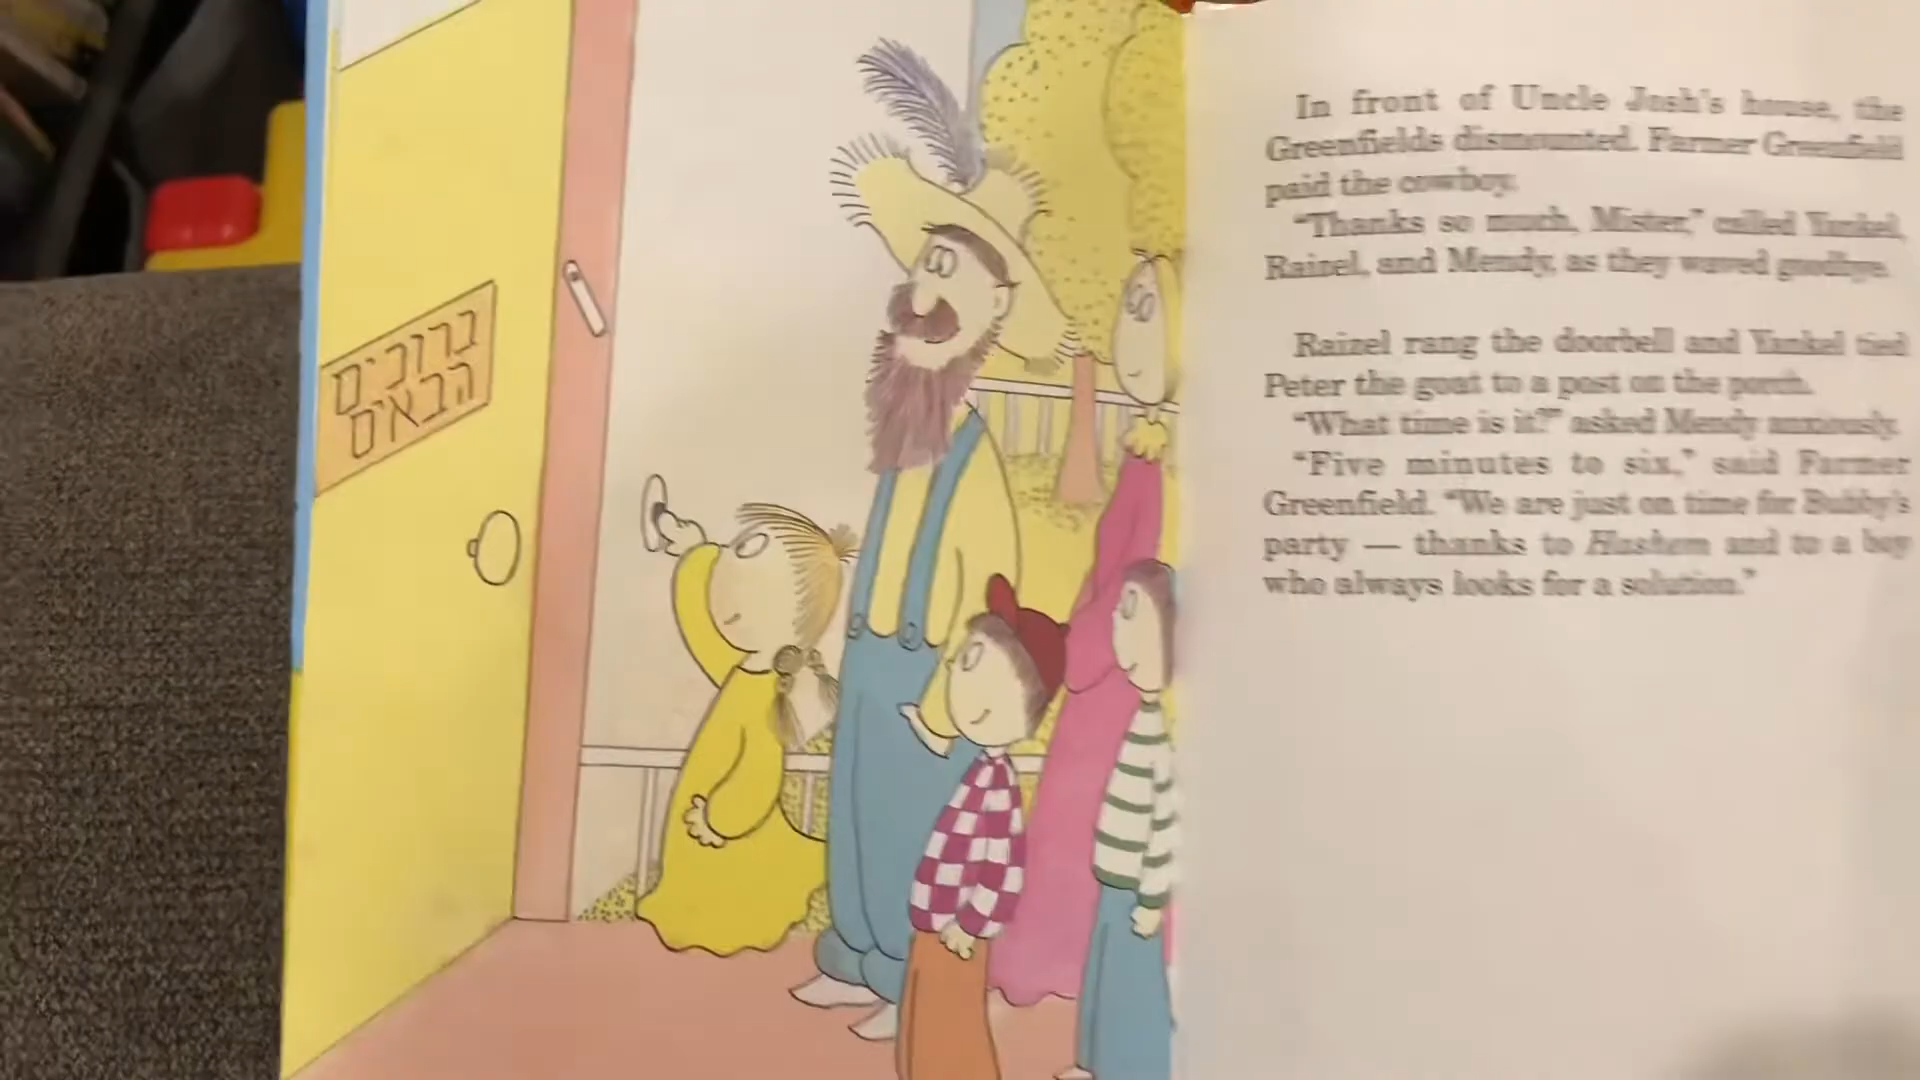 ברוכים
הבאים
In front of Uncle Josh's house, the
Greenfields dismounted. Farmer Greenfield
paid the cowboy.
"Thanks so much, Mister," called Yankel,
Raizel, and Mendy, as they waved goodbye.
Raizel rang the doorbell and Yankel tied
Peter the goat to a post on the porch.
"What time is it?" asked Mendy anxiously.
"Five minutes to six," said Farmer
Greenfield. "We are just on time for Bubby's
party — thanks to Hashem and to a boy
who always looks for a solution."